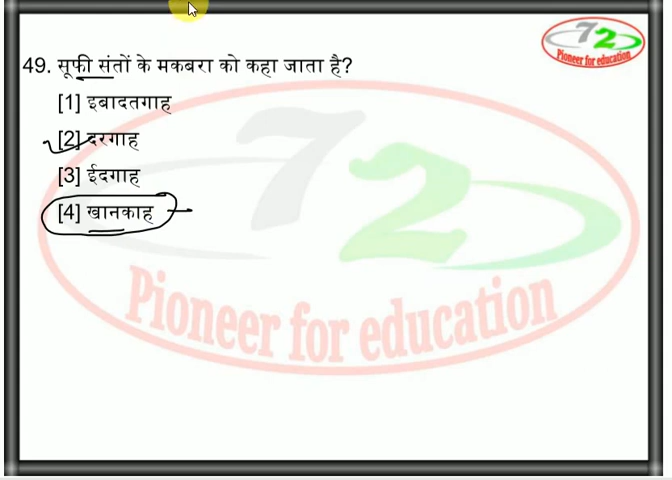 72
Pioneer for education
49. सूफी संतों के मकबरा को कहा जाता है?
[1] इबादतगाह
[2] दरगाह
[3] ईदगाह
[4] खानकाह
72
Pioneer for education